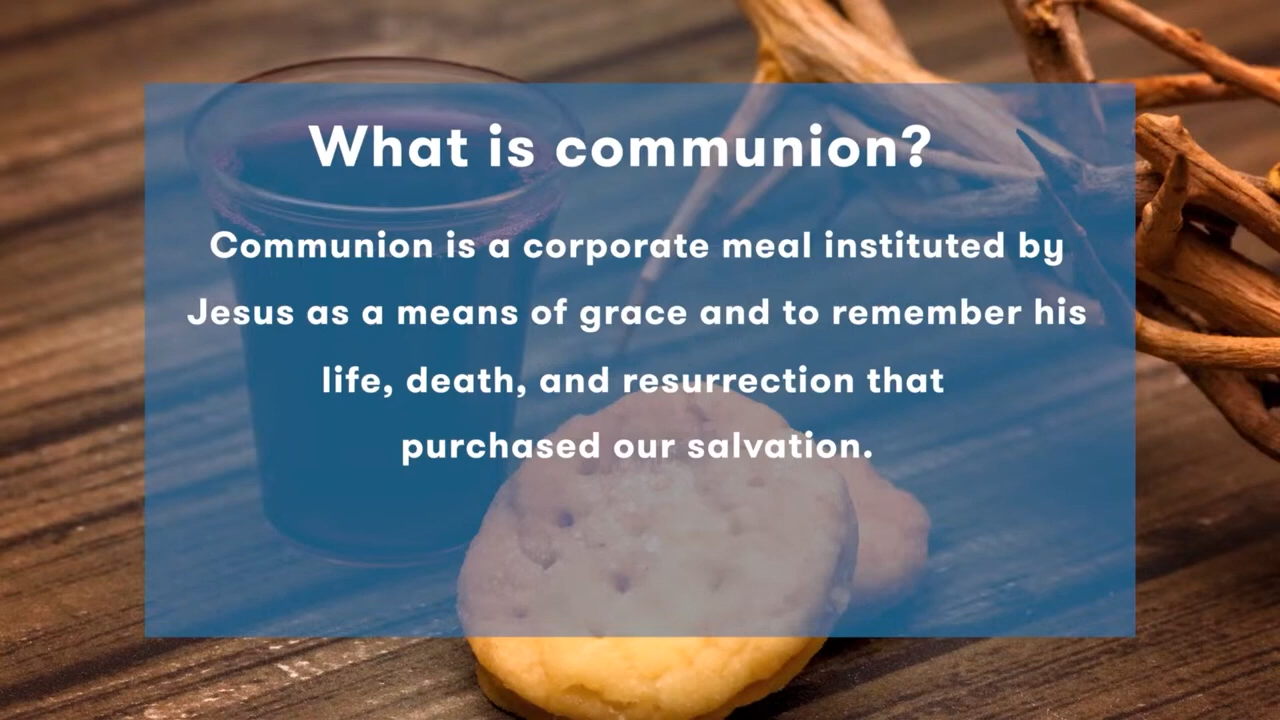 What is communion?
Communion is a corporate meal instituted by
Jesus as a means of grace and to remember his
life, death, and resurrection that
purchased our salvation.